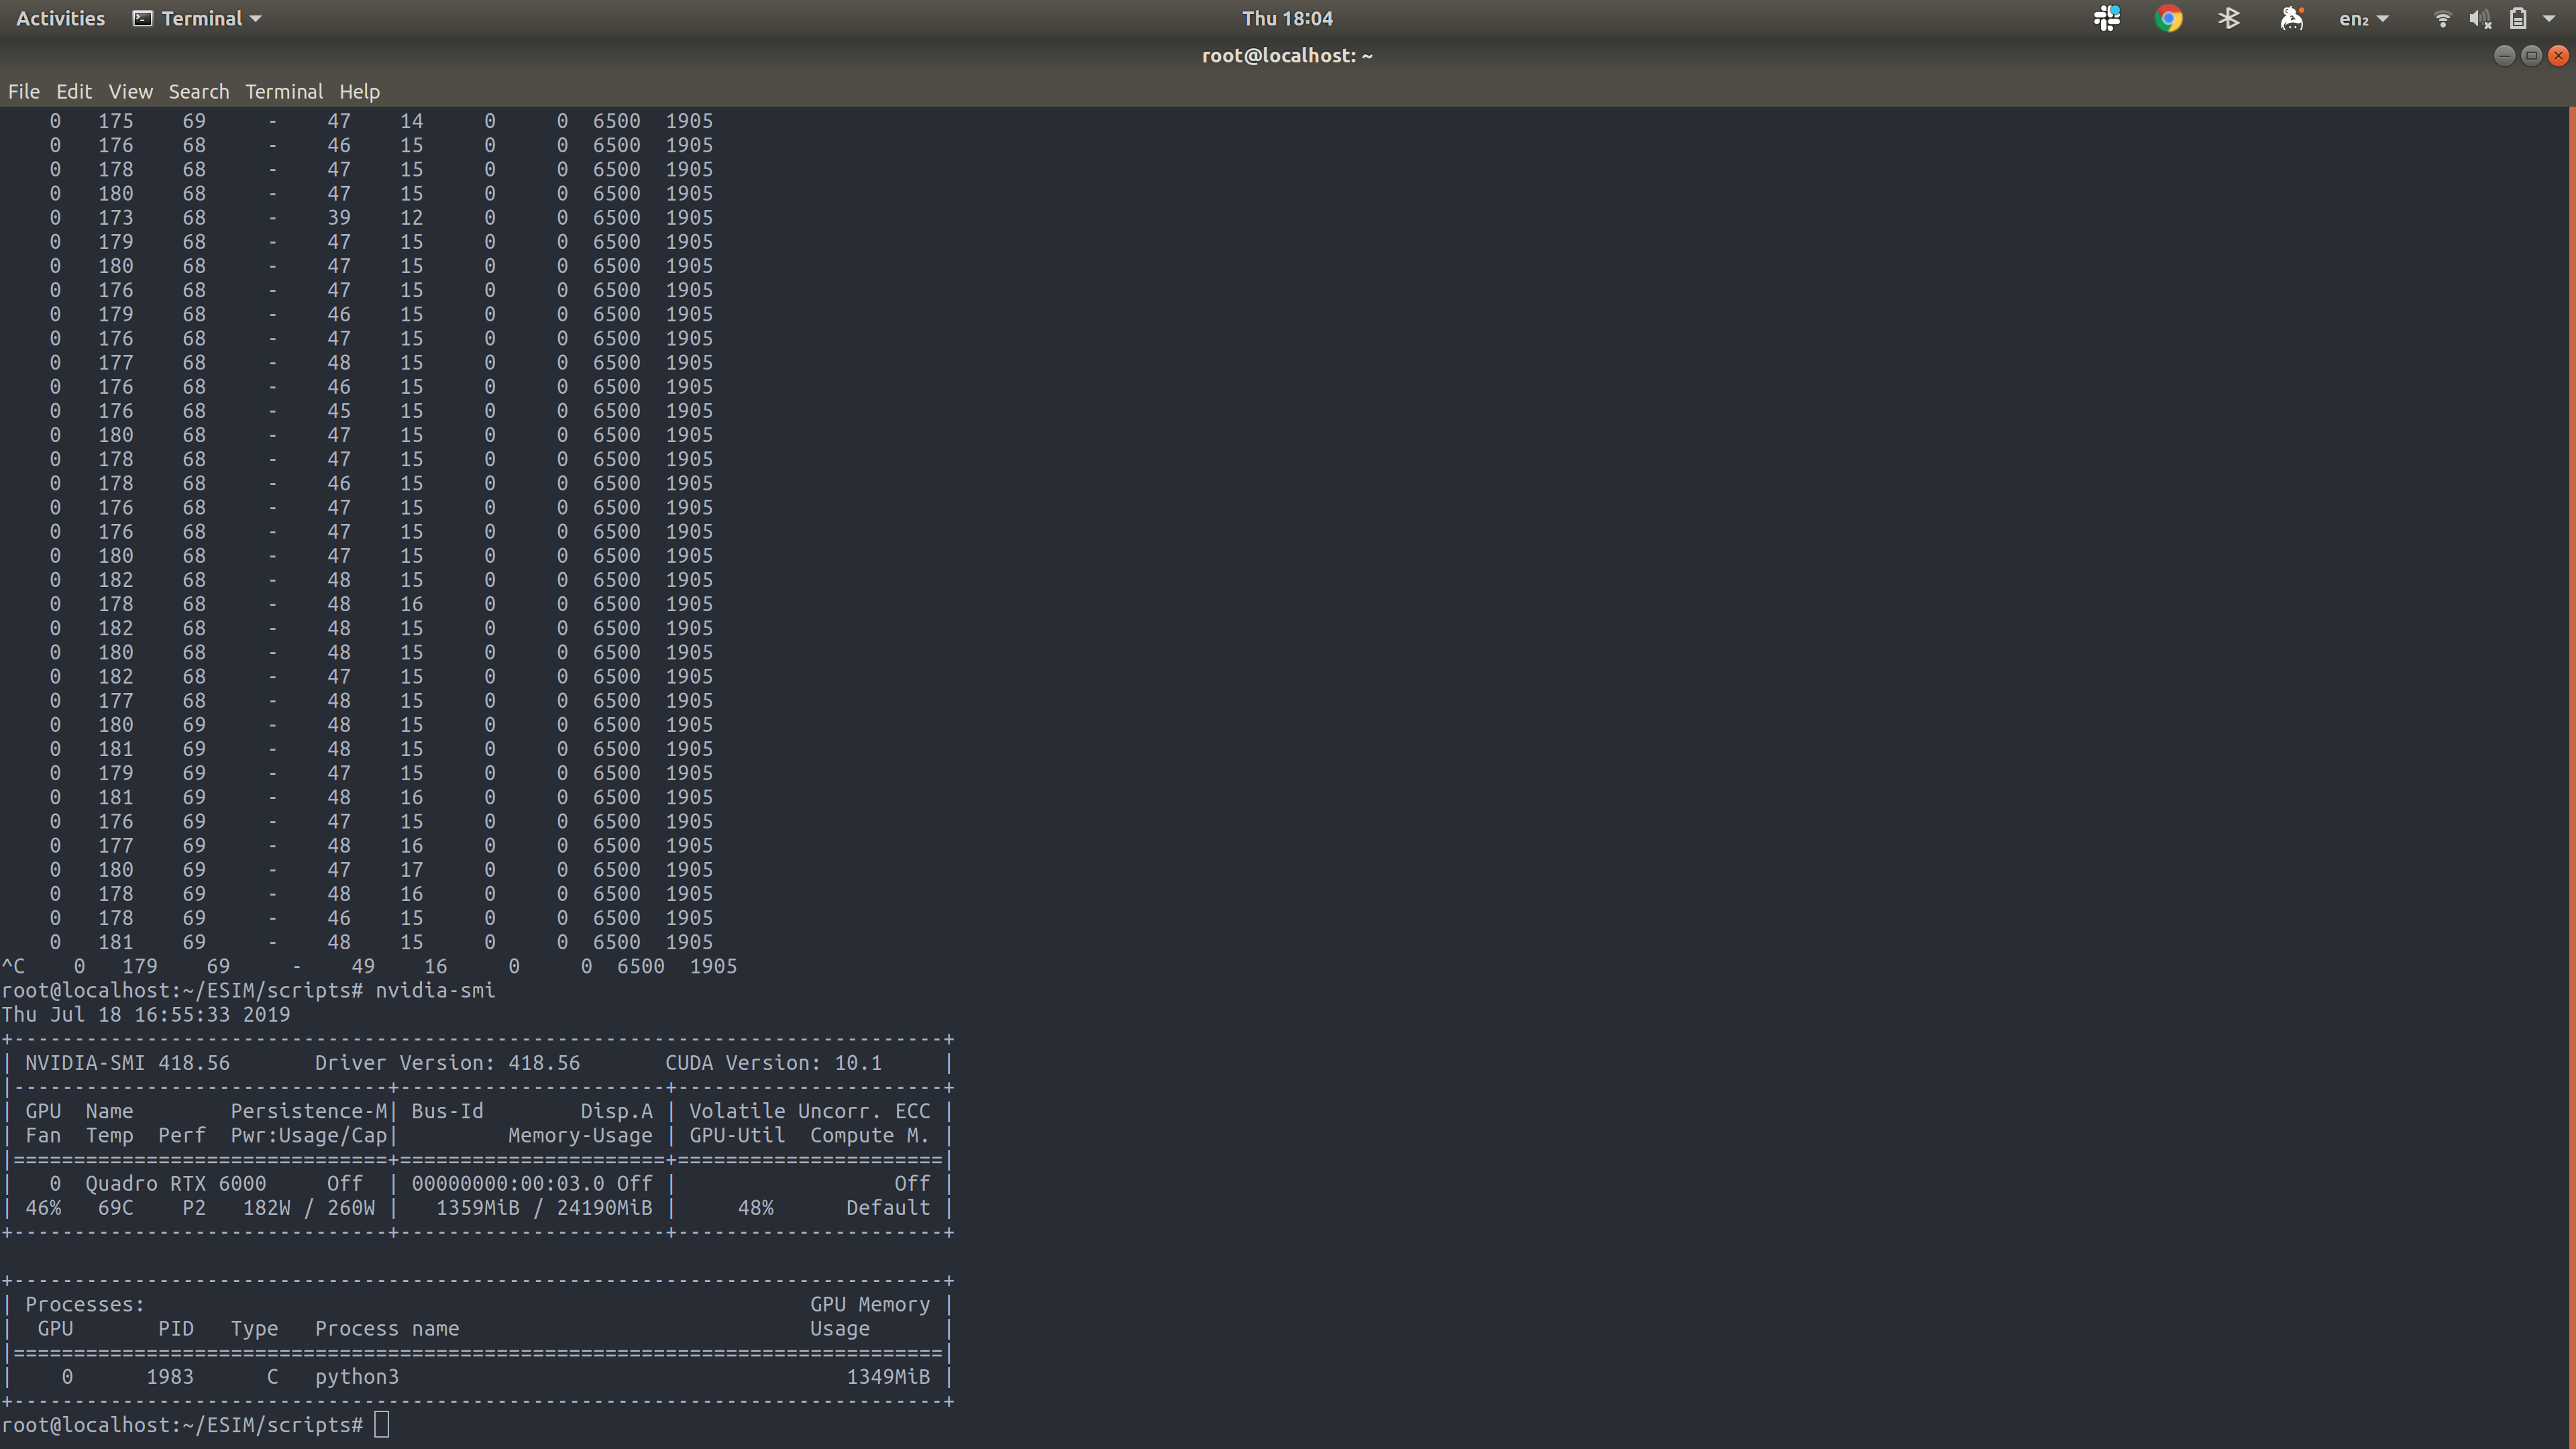 Activities Terminal Thu 18:04 en₂
root@localhost: ~
File Edit View Search Terminal Help
0 175 69 - 47 14 0 0 6500 1905
0 176 68 - 46 15 0 0 6500 1905
0 178 68 - 47 15 0 0 6500 1905
0 180 68 - 47 15 0 0 6500 1905
0 173 68 - 39 12 0 0 6500 1905
0 179 68 - 47 15 0 0 6500 1905
0 180 68 - 47 15 0 0 6500 1905
0 176 68 - 47 15 0 0 6500 1905
0 179 68 - 46 15 0 0 6500 1905
0 176 68 - 47 15 0 0 6500 1905
0 177 68 - 48 15 0 0 6500 1905
0 176 68 - 46 15 0 0 6500 1905
0 176 68 - 45 15 0 0 6500 1905
0 180 68 - 47 15 0 0 6500 1905
0 178 68 - 47 15 0 0 6500 1905
0 178 68 - 46 15 0 0 6500 1905
0 176 68 - 47 15 0 0 6500 1905
0 176 68 - 47 15 0 0 6500 1905
0 180 68 - 47 15 0 0 6500 1905
0 182 68 - 48 15 0 0 6500 1905
0 178 68 - 48 16 0 0 6500 1905
0 182 68 - 48 15 0 0 6500 1905
0 180 68 - 48 15 0 0 6500 1905
0 182 68 - 47 15 0 0 6500 1905
0 177 68 - 48 15 0 0 6500 1905
0 180 69 - 48 15 0 0 6500 1905
0 181 69 - 48 15 0 0 6500 1905
0 179 69 - 47 15 0 0 6500 1905
0 181 69 - 48 16 0 0 6500 1905
0 176 69 - 47 15 0 0 6500 1905
0 177 69 - 48 16 0 0 6500 1905
0 180 69 - 47 17 0 0 6500 1905
0 178 69 - 48 16 0 0 6500 1905
0 178 69 - 46 15 0 0 6500 1905
0 181 69 - 48 15 0 0 6500 1905
^C 0 179 69 - 49 16 0 0 6500 1905
root@localhost:~/ESIM/scripts# nvidia-smi
Thu Jul 18 16:55:33 2019
+-----------------------------------------------------------------------------+
| NVIDIA-SMI 418.56       Driver Version: 418.56       CUDA Version: 10.1     |
|-------------------------------+----------------------+----------------------+
| GPU  Name        Persistence-M| Bus-Id        Disp.A | Volatile Uncorr. ECC |
| Fan  Temp  Perf  Pwr:Usage/Cap|         Memory-Usage | GPU-Util  Compute M. |
|===============================+======================+======================|
|   0  Quadro RTX 6000     Off  | 00000000:00:03.0 Off |                  Off |
| 46%   69C    P2   182W / 260W |   1359MiB / 24190MiB |     48%      Default |
+-------------------------------+----------------------+----------------------+
+-----------------------------------------------------------------------------+
| Processes:                                                       GPU Memory |
|  GPU       PID   Type   Process name                             Usage      |
|=============================================================================|
|    0      1983      C   python3                                     1349MiB |
+-----------------------------------------------------------------------------+
root@localhost:~/ESIM/scripts#